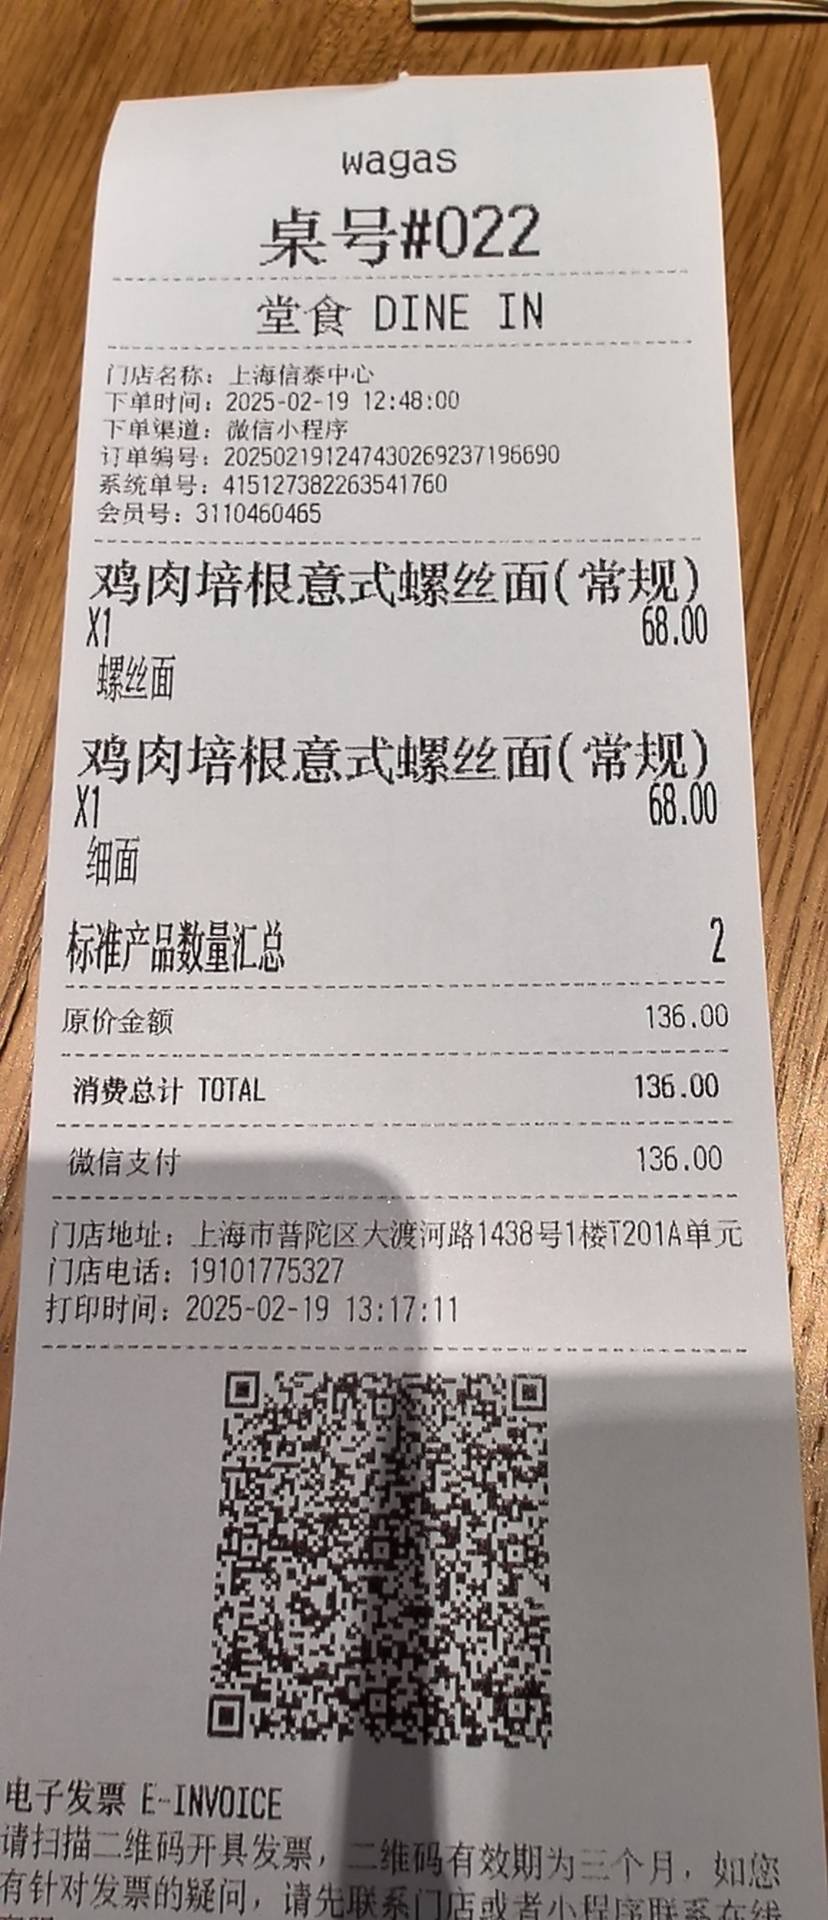 wagas
桌号#022
堂食 DINE IN
门店名称：上海信泰中心
下单时间：2025-02-19 12:48:00
下单渠道：微信小程序
订单编号：2025021912474302692371966​90
系统单号：415127382263541760
会员号：3110460465
鸡肉培根意式螺丝面(常规)
X1 68.00
螺丝面
鸡肉培根意式螺丝面(常规)
X1 68.00
细面
标准产品数量汇总 2
原价金额 136.00
消费总计 TOTAL 136.00
微信支付 136.00
门店地址：上海市普陀区大渡河路1438号1楼T201A单元
门店电话：19101775327
打印时间：2025-02-19 13:17:11
电子发票 E-INVOICE
请扫描二维码开具发票，二维码有效期为三个月，如您
有针对发票的疑问，请先联系门店或者小程序联系在线